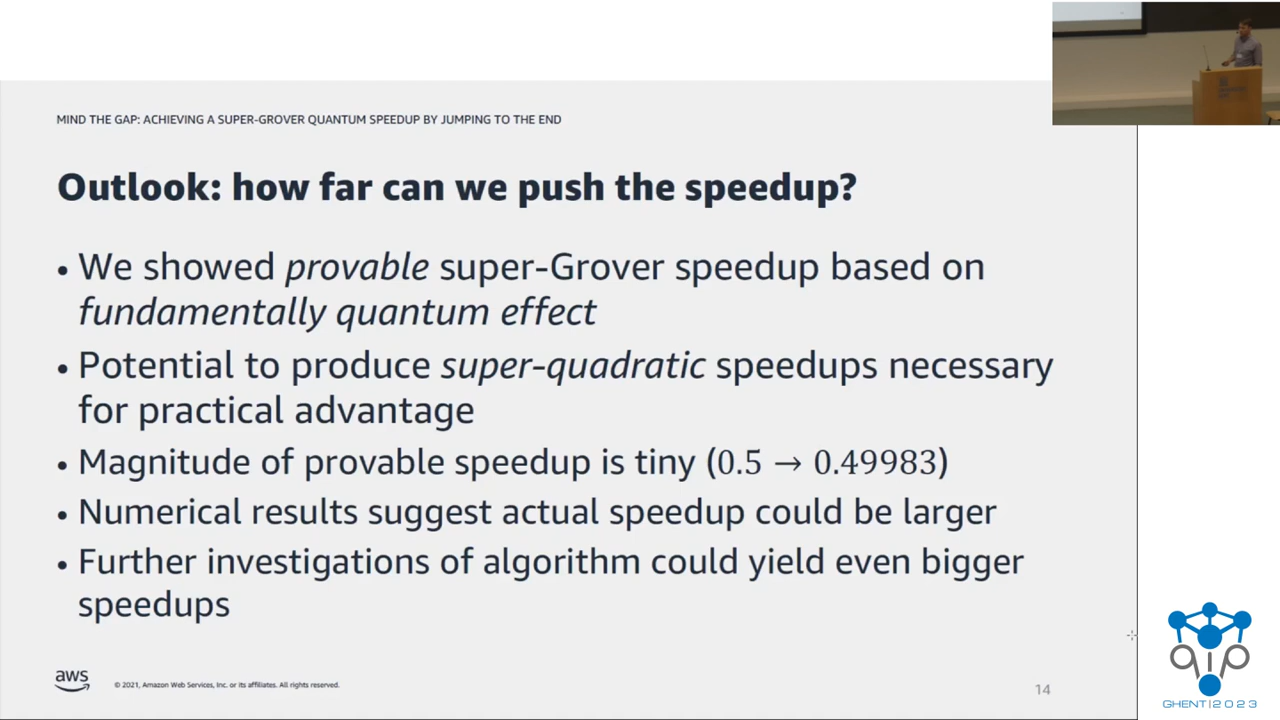 MIND THE GAP: ACHIEVING A SUPER-GROVER QUANTUM SPEEDUP BY JUMPING TO THE END
Outlook: how far can we push the speedup?
• We showed provable super-Grover speedup based on
fundamentally quantum effect
• Potential to produce super-quadratic speedups necessary
for practical advantage
• Magnitude of provable speedup is tiny (0.5 → 0.49983)
• Numerical results suggest actual speedup could be larger
• Further investigations of algorithm could yield even bigger
speedups
aws
© 2021, Amazon Web Services, Inc. or its affiliates. All rights reserved.
14
qip
GHENT|2023